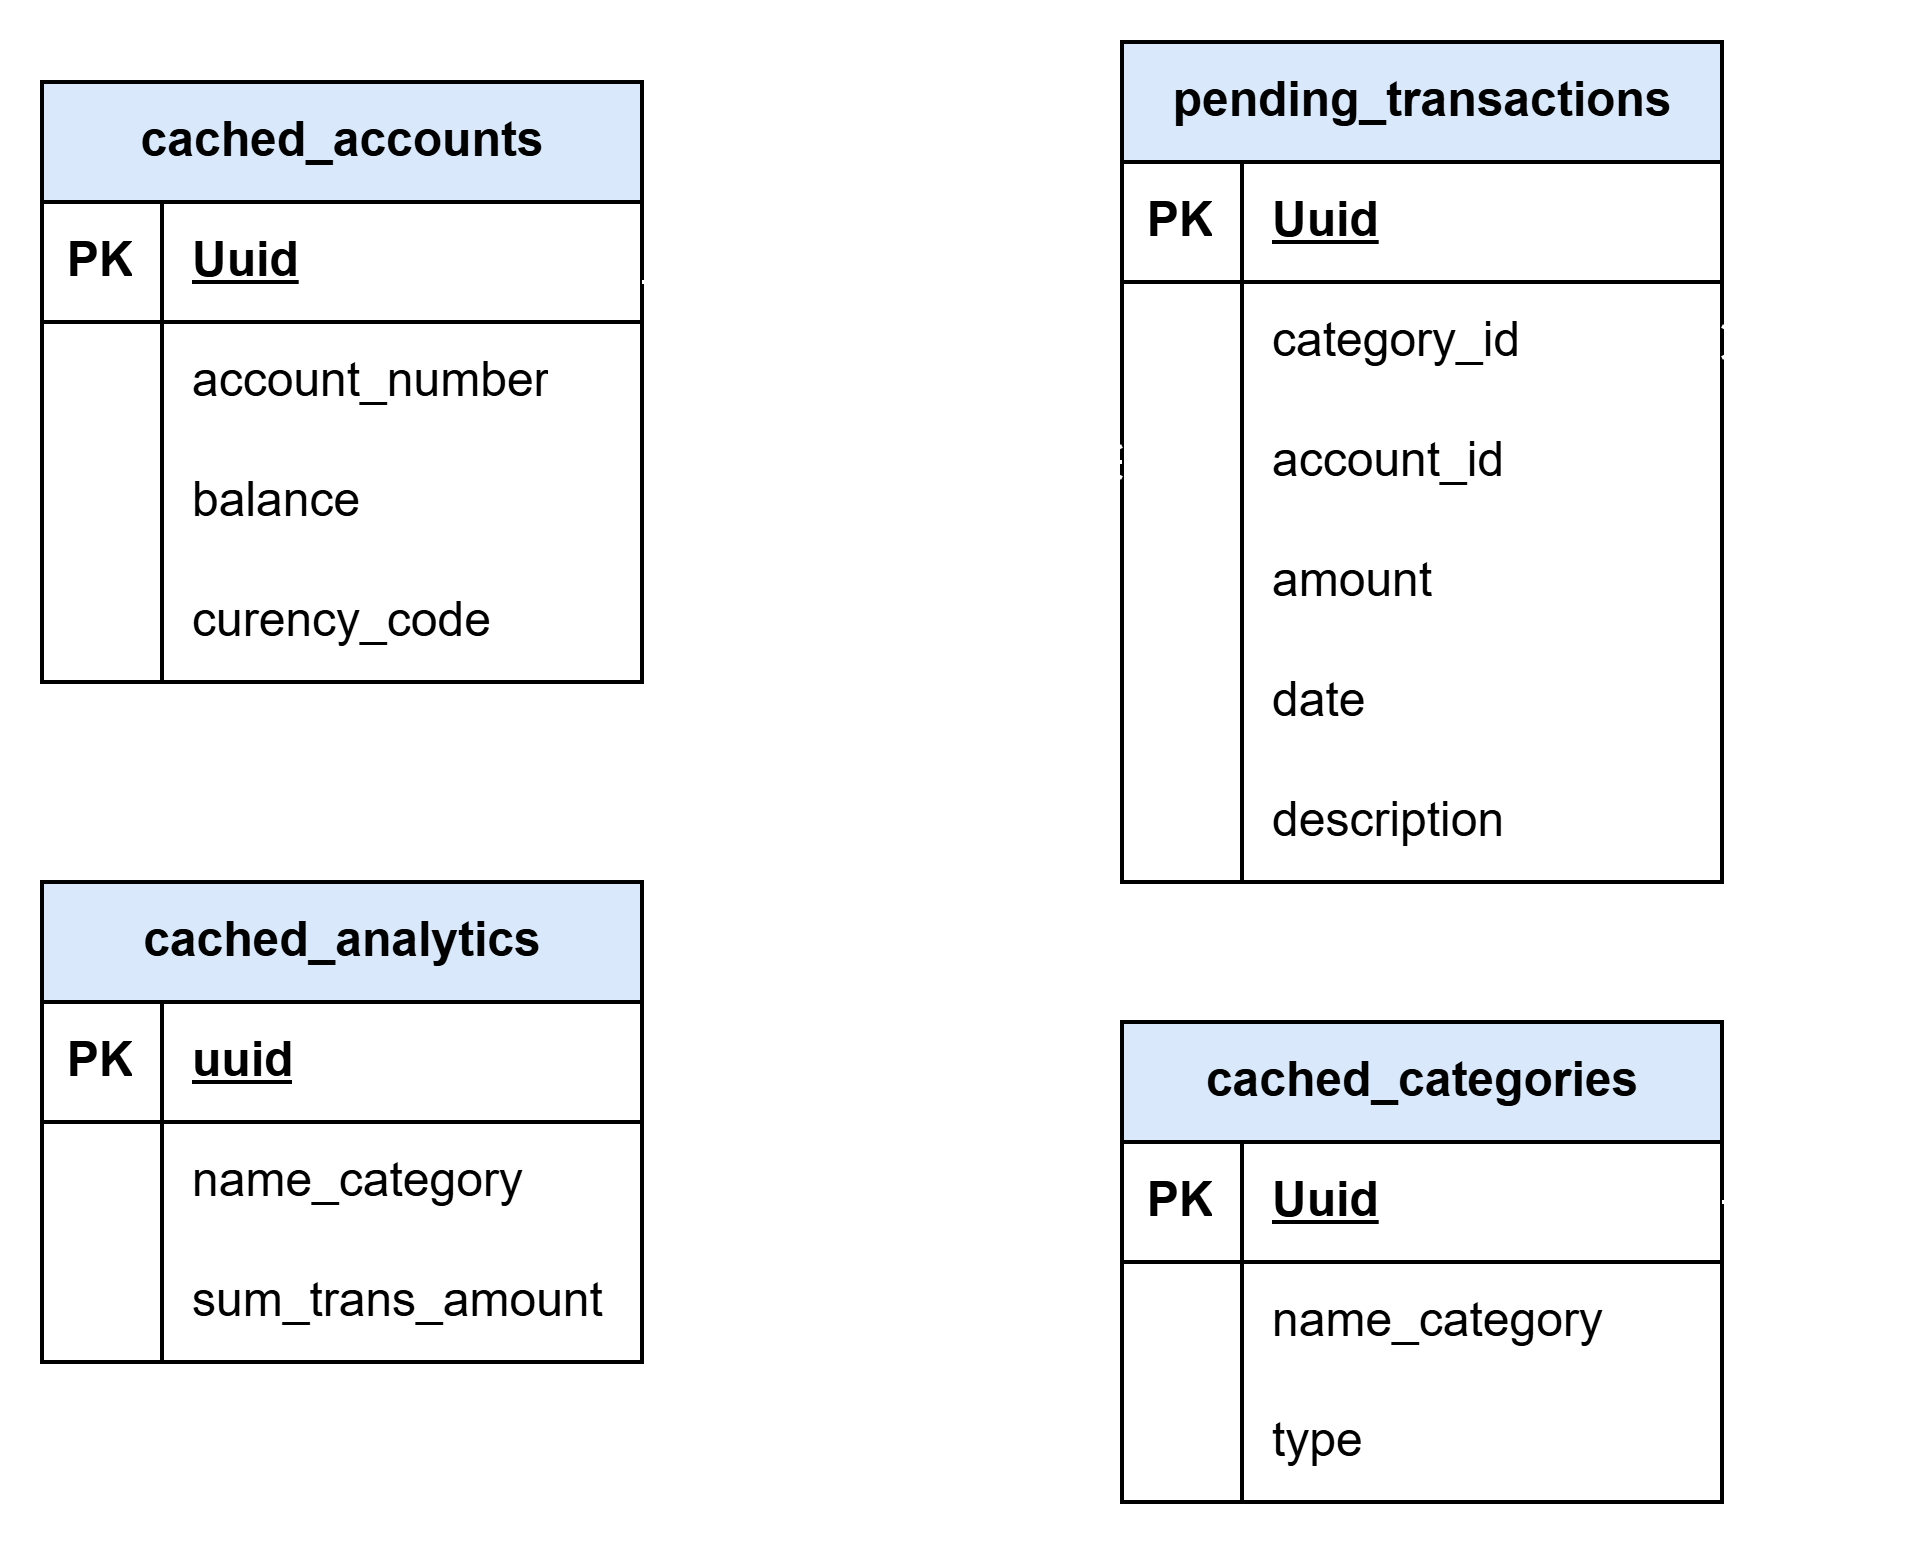 cached_accounts
PK Uuid
account_number
balance
curency_code
pending_transactions
PK Uuid
category_id
account_id
amount
date
description
cached_analytics
PK uuid
name_category
sum_trans_amount
cached_categories
PK Uuid
name_category
type